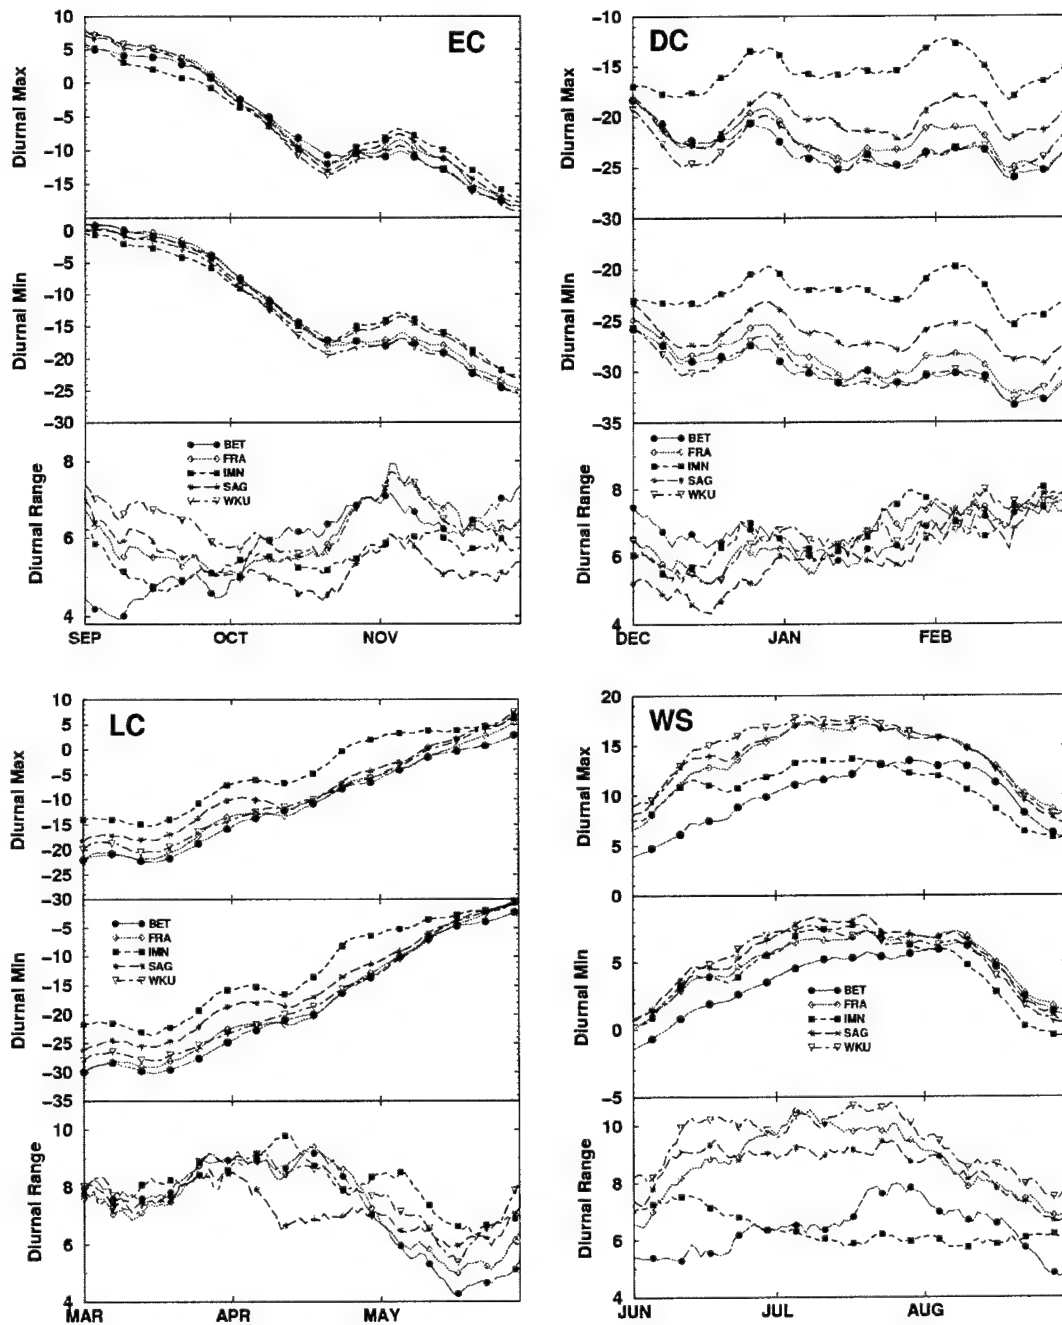 EC
Diurnal Max
10
5
0
−5
−10
−15
Diurnal Min
0
−5
−10
−15
−20
−25
−30
Diurnal Range
8
6
4
BET
FRA
IMN
SAG
WKU
SEP
OCT
NOV
DC
Diurnal Max
−10
−15
−20
−25
−30
Diurnal Min
−20
−25
−30
−35
Diurnal Range
8
6
4
BET
FRA
IMN
SAG
WKU
DEC
JAN
FEB
LC
Diurnal Max
10
5
0
−5
−10
−15
−20
−25
−30
Diurnal Min
−5
−10
−15
−20
−25
−30
−35
BET
FRA
IMN
SAG
WKU
Diurnal Range
10
8
6
4
MAR
APR
MAY
WS
Diurnal Max
20
15
10
5
0
Diurnal Min
5
0
−5
BET
FRA
IMN
SAG
WKU
Diurnal Range
10
8
6
4
JUN
JUL
AUG